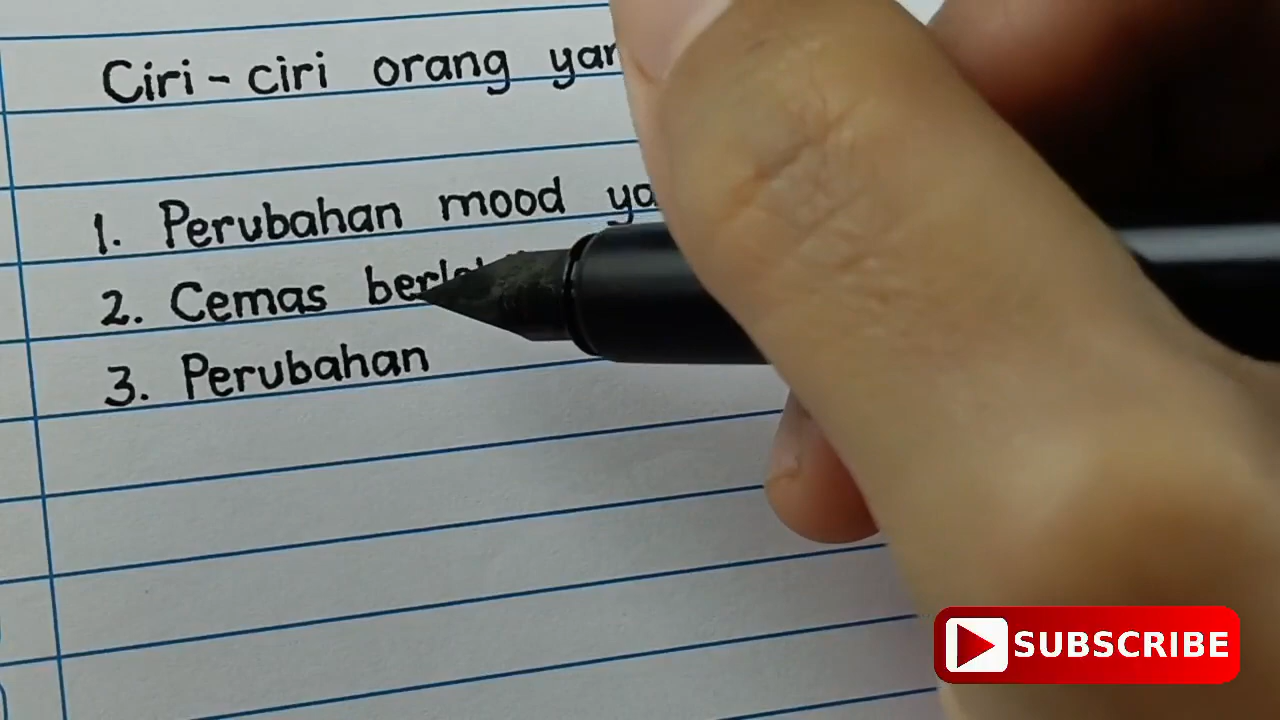 Ciri-ciri orang
1. Perubahan mood
2. Cemas
3. Perubahan
SUBSCRIBE